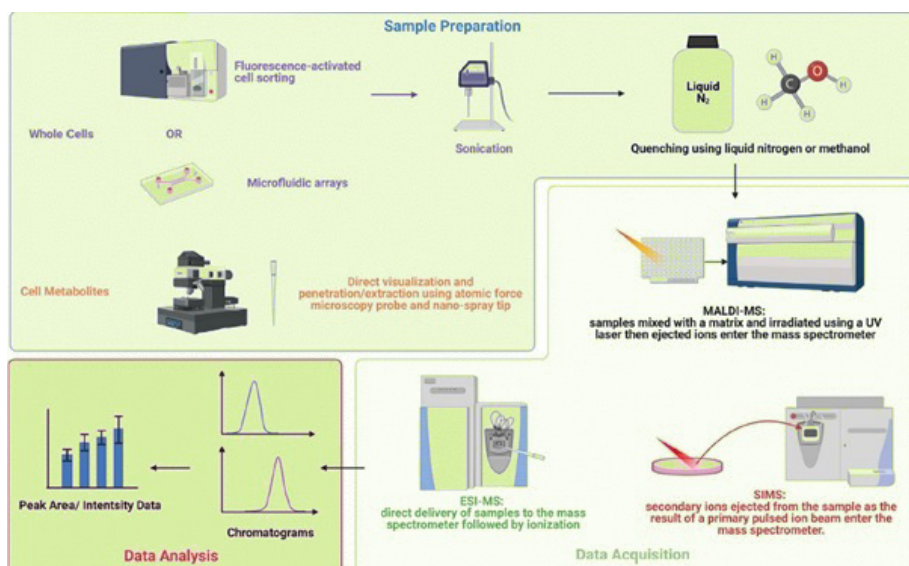 Sample Preparation
Fluorescence-activated
cell sorting
Whole Cells
OR
Microfluidic arrays
Sonication
Liquid
N₂
H
H
H
C
O
H
Quenching using liquid nitrogen or methanol
Cell Metabolites
Direct visualization and
penetration/extraction using atomic force
microscopy probe and nano-spray tip
MALDI-MS:
samples mixed with a matrix and irradiated using a UV
laser then ejected ions enter the mass spectrometer
SIMS:
secondary ions ejected from the sample as the
result of a primary pulsed ion beam enter the
mass spectrometer.
ESI-MS:
direct delivery of samples to the mass
spectrometer followed by ionization
Data Acquisition
Chromatograms
Peak Area/ Intentsity Data
Data Analysis